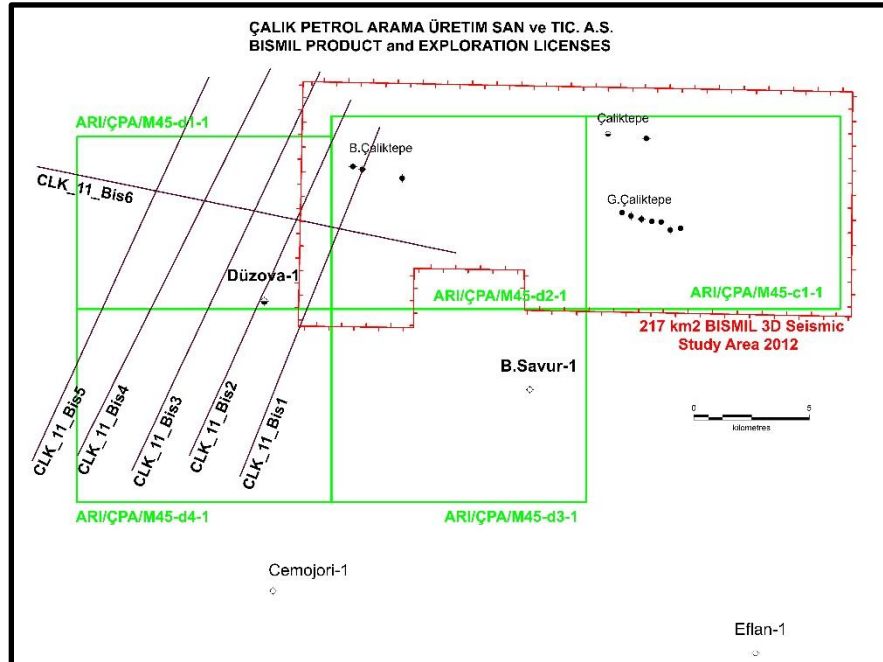 ÇALIK PETROL ARAMA ÜRETIM SAN ve TIC. A.S.
BISMIL PRODUCT and EXPLORATION LICENSES
ARI/ÇPA/M45-d1-1
Çaliktepe
B.Çaliktepe
CLK_11_Bis6
G.Çaliktepe
Düzova-1
ARI/ÇPA/M45-d2-1
ARI/ÇPA/M45-c1-1
217 km2 BISMIL 3D Seismic
Study Area 2012
B.Savur-1
CLK_11_Bis5
CLK_11_Bis4
CLK_11_Bis3
CLK_11_Bis2
CLK_11_Bis1
0 5
kilometres
ARI/ÇPA/M45-d4-1
ARI/ÇPA/M45-d3-1
Cemojori-1
Eflan-1